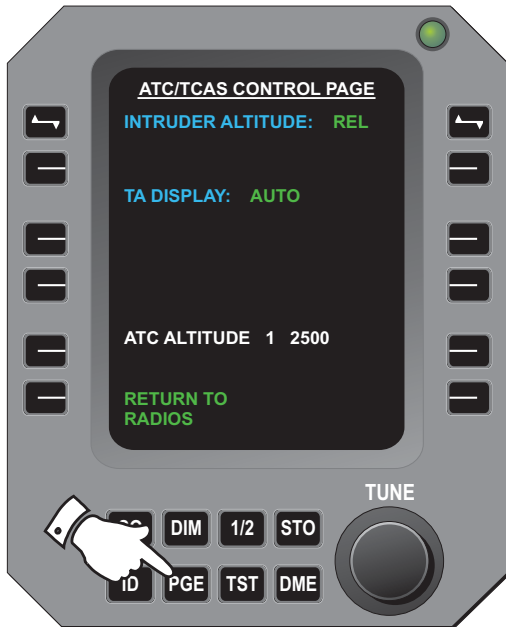 ATC/TCAS CONTROL PAGE
INTRUDER ALTITUDE: REL
TA DISPLAY: AUTO
ATC ALTITUDE 1 2500
RETURN TO
RADIOS
TUNE
DIM 1/2 STO
ID PGE TST DME